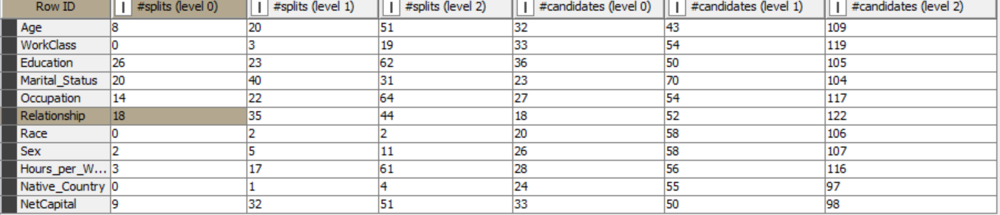 Row ID I #splits (level 0) I #splits (level 1) I #splits (level 2) I #candidates (level 0) I #candidates (level 1) I #candidates (level 2)
Age 8 20 51 32 43 109
WorkClass 0 3 19 33 54 119
Education 26 23 62 36 50 105
Marital_Status 20 40 31 23 70 104
Occupation 14 22 64 27 54 117
Relationship 18 35 44 18 52 122
Race 0 2 2 20 58 106
Sex 2 5 11 26 58 107
Hours_per_W... 3 17 61 28 56 116
Native_Country 0 1 4 24 55 97
NetCapital 9 32 51 33 50 98